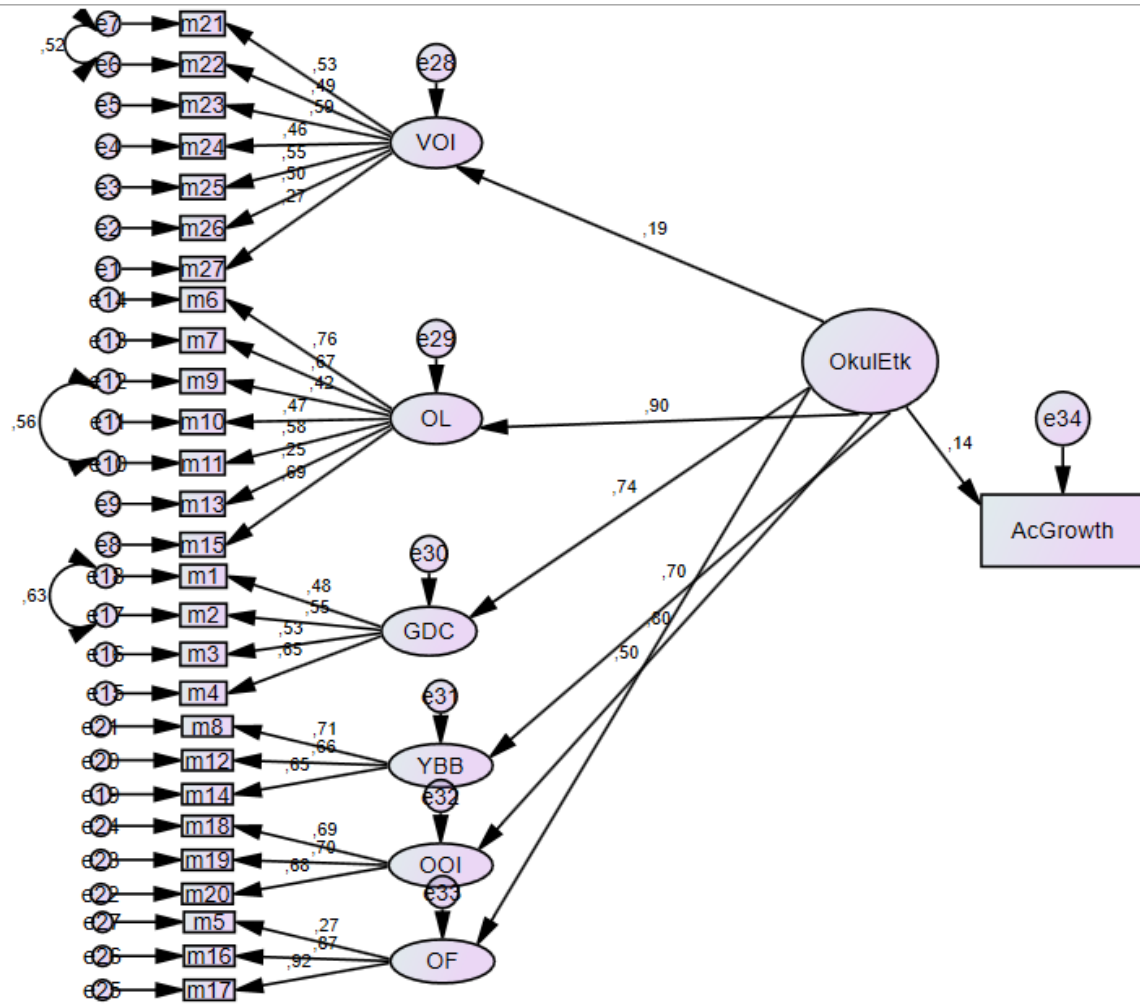 e7 m21
,52
e6 m22
e5 m23
e4 m24
e3 m25
e2 m26
e1 m27
,53
,49
,59
,46
,55
,50
,27
e28
VOI
,19
e14 m6
e13 m7
e12 m9
,56
e11 m10
e10 m11
e9 m13
e8 m15
,76
,67
,42
,47
,58
,25
,69
e29
OL
,90
OkulEtk
,14
e34
AcGrowth
e18 m1
,63
e17 m2
e16 m3
e15 m4
,48
,55
,53
,65
e30
GDC
,74
e21 m8
e20 m12
e19 m14
,71
,66
,65
e31
YBB
,70
e24 m18
e23 m19
e22 m20
,69
,70
,68
e32
OOI
,80
e27 m5
e26 m16
e25 m17
,27
,87
,92
e33
OF
,50